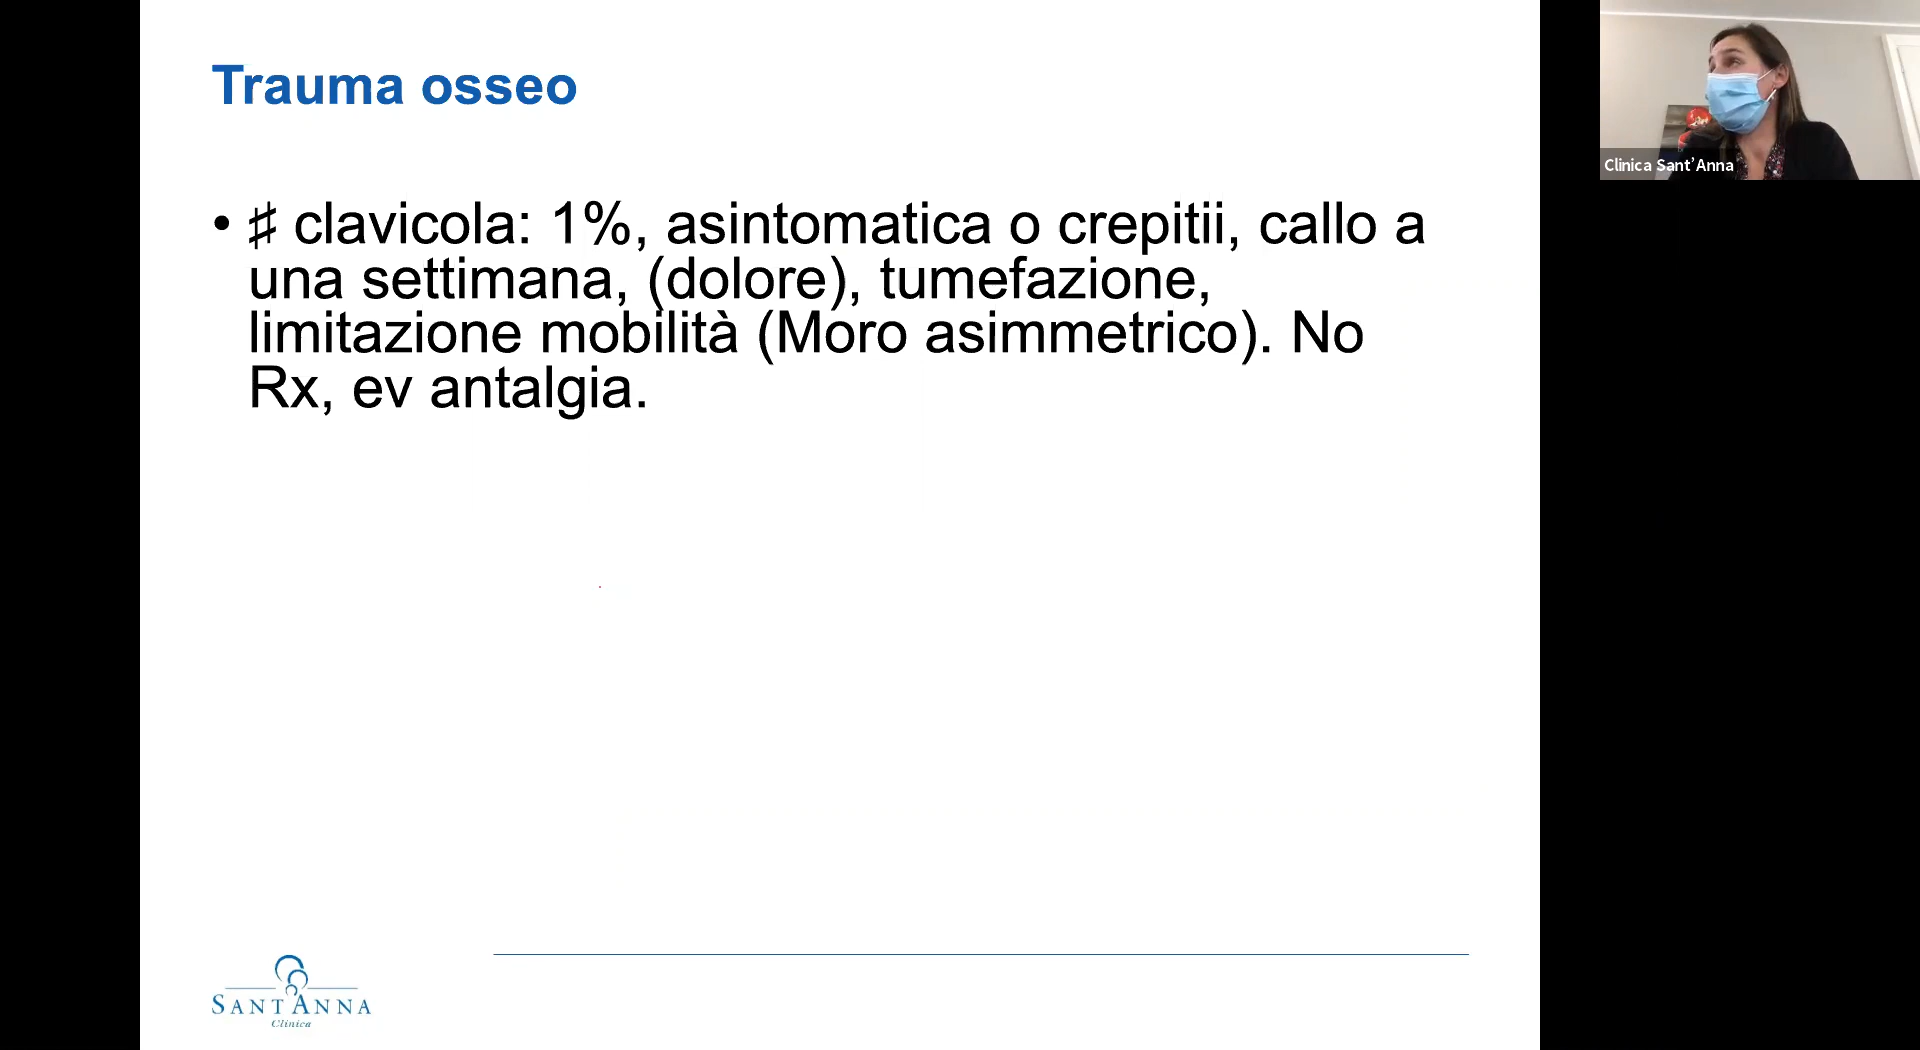 Trauma osseo
• ♯ clavicola: 1%, asintomatica o crepitii, callo a
una settimana, (dolore), tumefazione,
limitazione mobilità (Moro asimmetrico). No
Rx, ev antalgia.
SANT'ANNA
Clinica
Clinica Sant'Anna